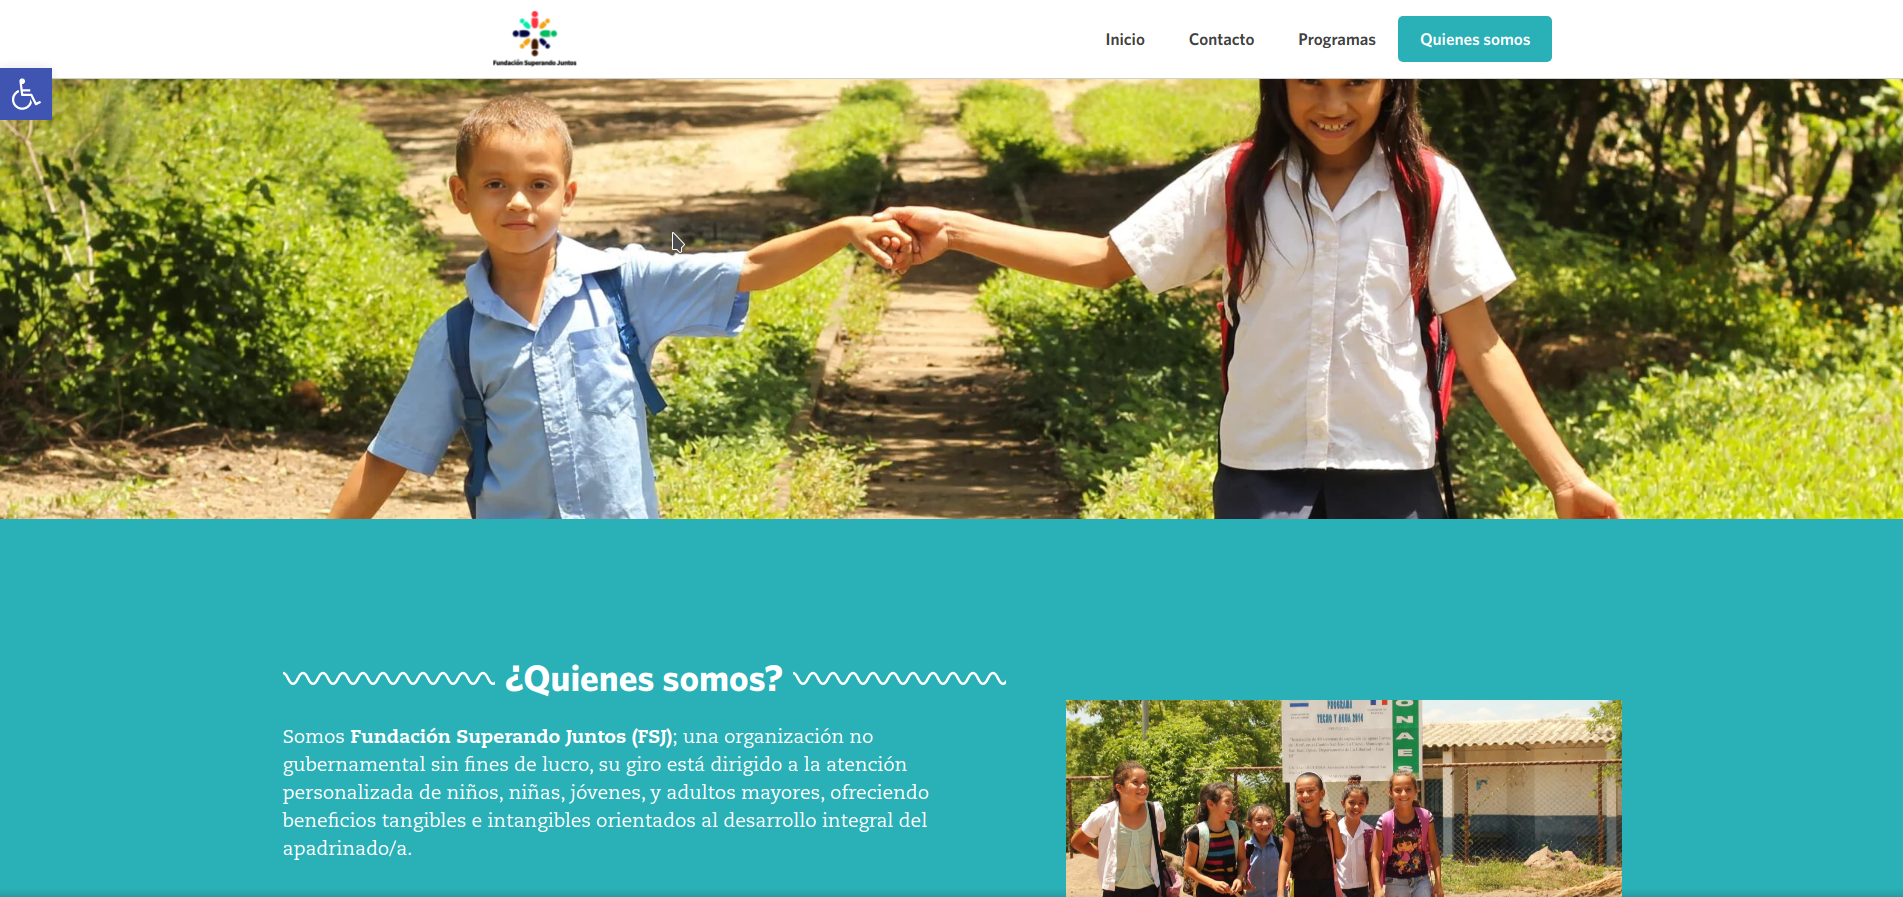 Fundación Superando Juntos
Inicio
Contacto
Programas
Quienes somos
¿Quienes somos?
Somos Fundación Superando Juntos (FSJ); una organización no
gubernamental sin fines de lucro, su giro está dirigido a la atención
personalizada de niños, niñas, jóvenes, y adultos mayores, ofreciendo
beneficios tangibles e intangibles orientados al desarrollo integral del
apadrinado/a.
PROGRAMA
TECHO Y AGUA 2014